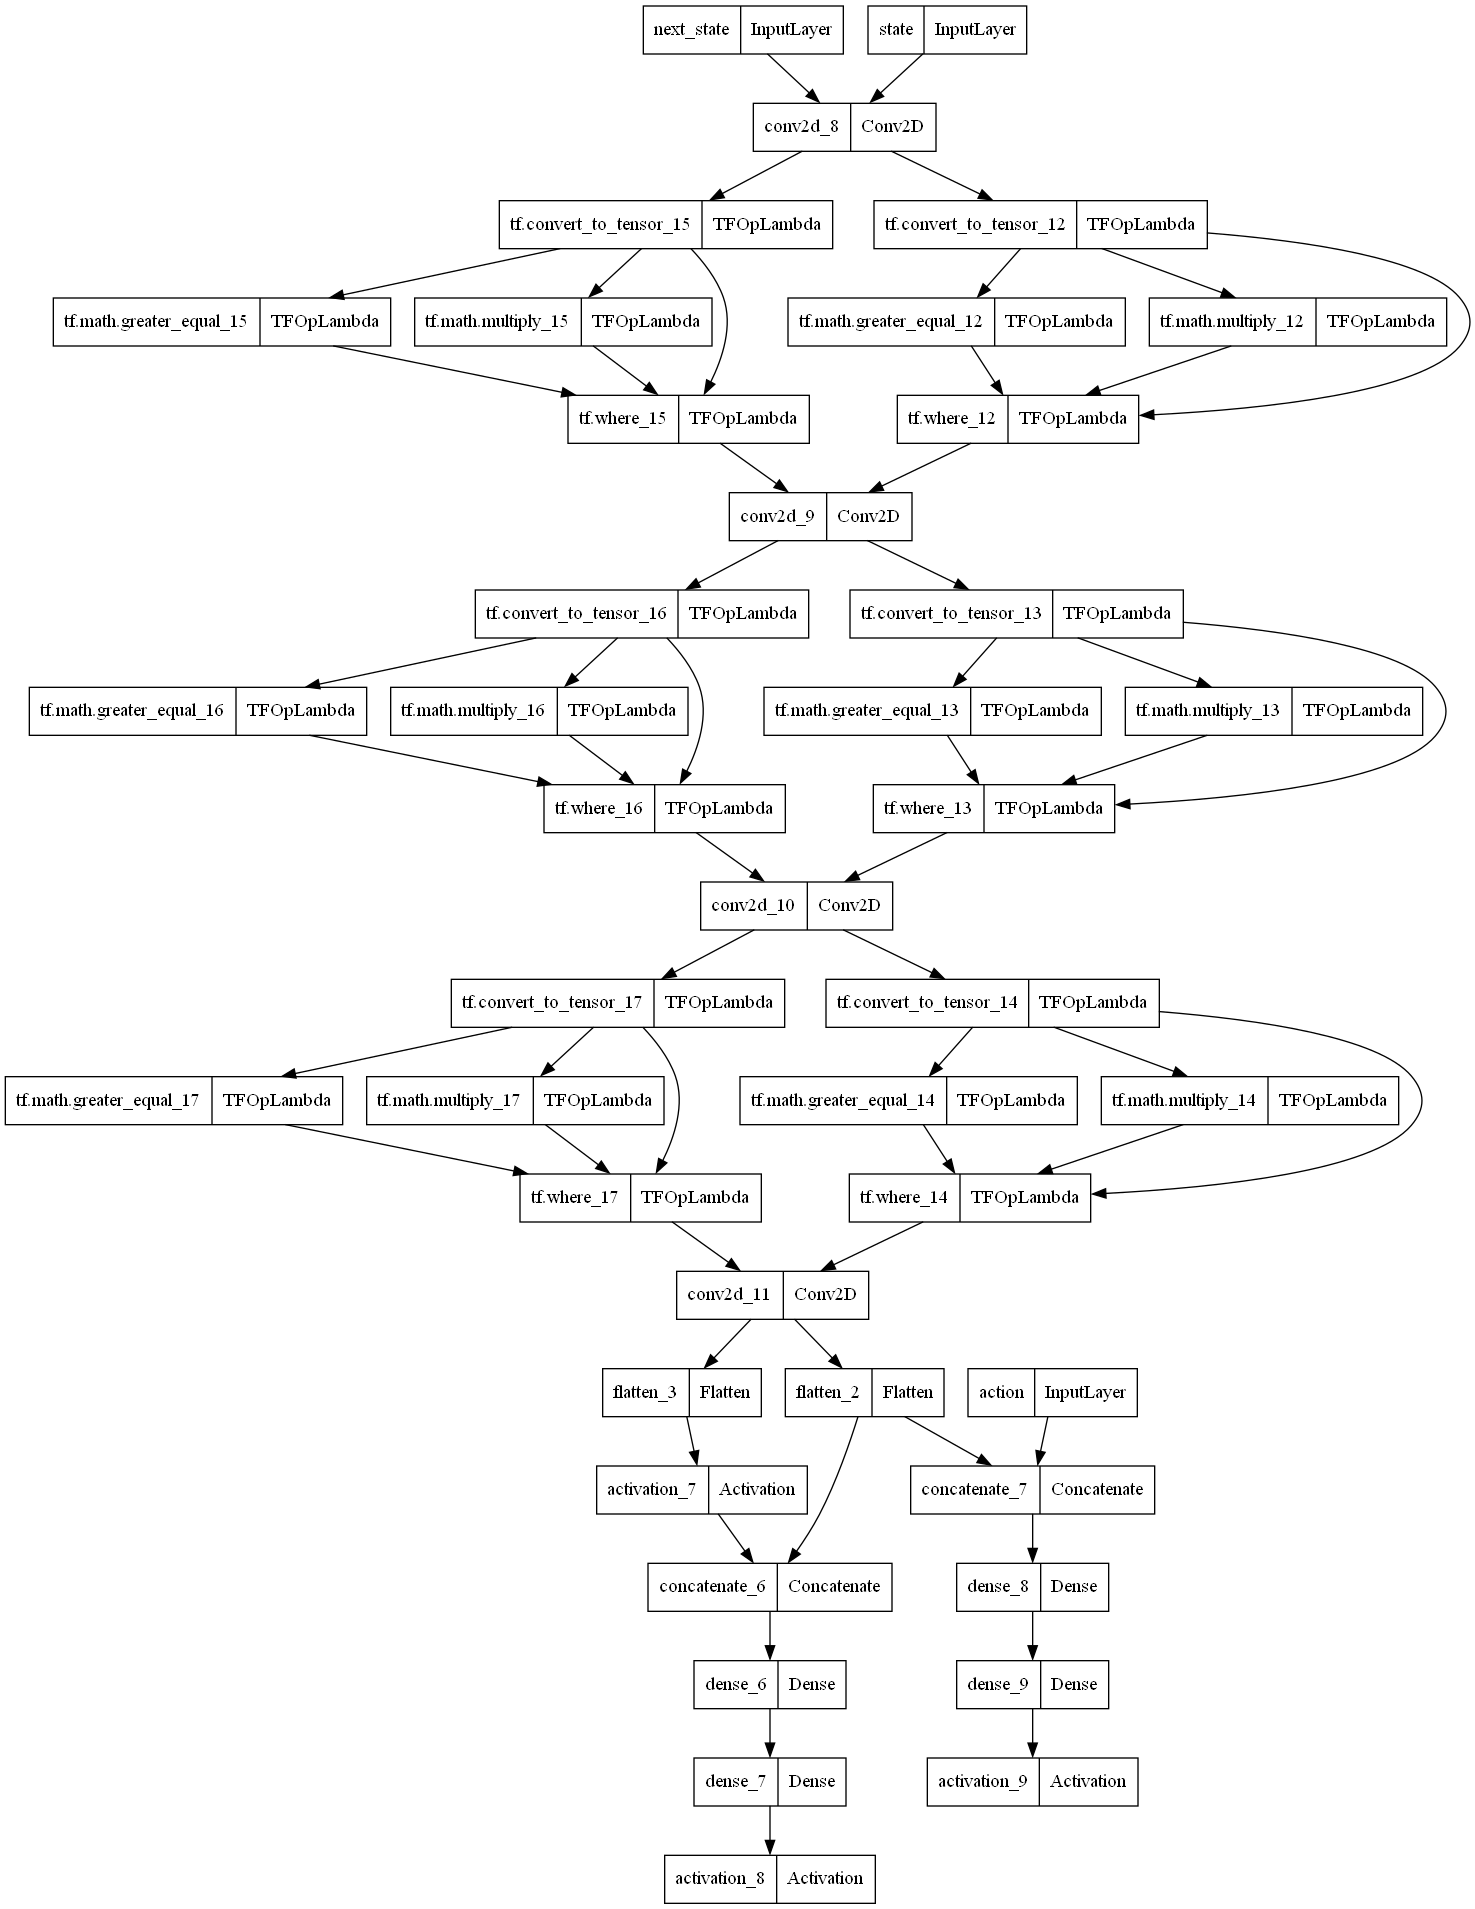 next_state InputLayer
state InputLayer
conv2d_8 Conv2D
tf.convert_to_tensor_15 TFOpLambda
tf.convert_to_tensor_12 TFOpLambda
tf.math.greater_equal_15 TFOpLambda
tf.math.multiply_15 TFOpLambda
tf.math.greater_equal_12 TFOpLambda
tf.math.multiply_12 TFOpLambda
tf.where_15 TFOpLambda
tf.where_12 TFOpLambda
conv2d_9 Conv2D
tf.convert_to_tensor_16 TFOpLambda
tf.convert_to_tensor_13 TFOpLambda
tf.math.greater_equal_16 TFOpLambda
tf.math.multiply_16 TFOpLambda
tf.math.greater_equal_13 TFOpLambda
tf.math.multiply_13 TFOpLambda
tf.where_16 TFOpLambda
tf.where_13 TFOpLambda
conv2d_10 Conv2D
tf.convert_to_tensor_17 TFOpLambda
tf.convert_to_tensor_14 TFOpLambda
tf.math.greater_equal_17 TFOpLambda
tf.math.multiply_17 TFOpLambda
tf.math.greater_equal_14 TFOpLambda
tf.math.multiply_14 TFOpLambda
tf.where_17 TFOpLambda
tf.where_14 TFOpLambda
conv2d_11 Conv2D
flatten_3 Flatten
flatten_2 Flatten
action InputLayer
activation_7 Activation
concatenate_7 Concatenate
concatenate_6 Concatenate
dense_8 Dense
dense_6 Dense
dense_9 Dense
dense_7 Dense
activation_9 Activation
activation_8 Activation